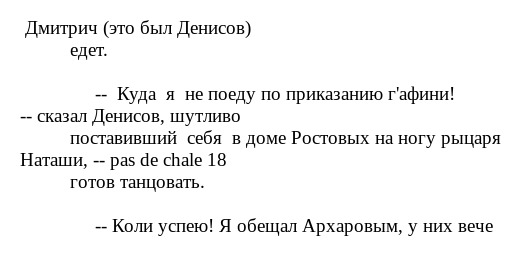 Дмитрич (это был Денисов)
едет.
-- Куда я не поеду по приказанию г'афини!
-- сказал Денисов, шутливо
поставивший себя в доме Ростовых на ногу рыцаря
Наташи, -- pas de chale 18
готов танцовать.
-- Коли успею! Я обещал Архаровым, у них вече